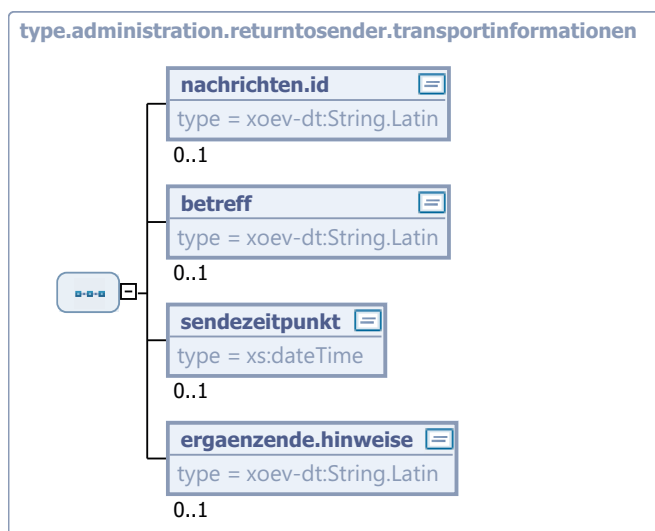 type.administration.returntosender.transportinformationen
nachrichten.id
type = xoev-dt:String.Latin
0..1
betreff
type = xoev-dt:String.Latin
0..1
sendezeitpunkt
type = xs:dateTime
0..1
ergaenzende.hinweise
type = xoev-dt:String.Latin
0..1